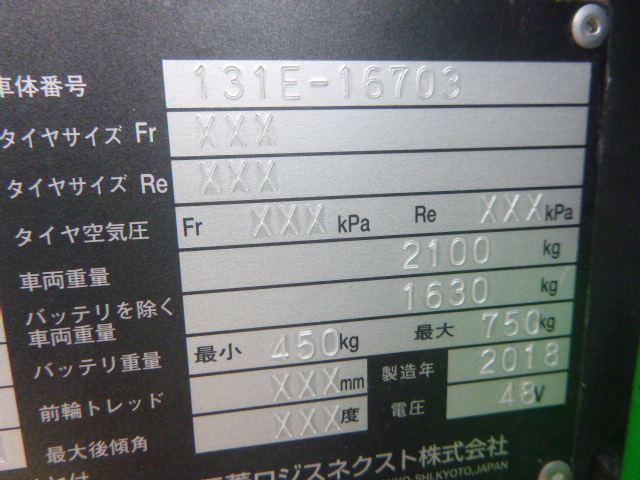 車体番号 131E-16703
タイヤサイズ Fr XXX
タイヤサイズ Re XXX
タイヤ空気圧 Fr XXX kPa Re XXX kPa
車両重量 2100 kg
バッテリを除く
車両重量 1630 kg
バッテリ重量 最小 450 kg 最大 750 kg
前輪トレッド XXX mm 製造年 2018
最大後傾角 XXX 度 電圧 48 V
ロジスネクスト株式会社
SHI,KYOTO,JAPAN